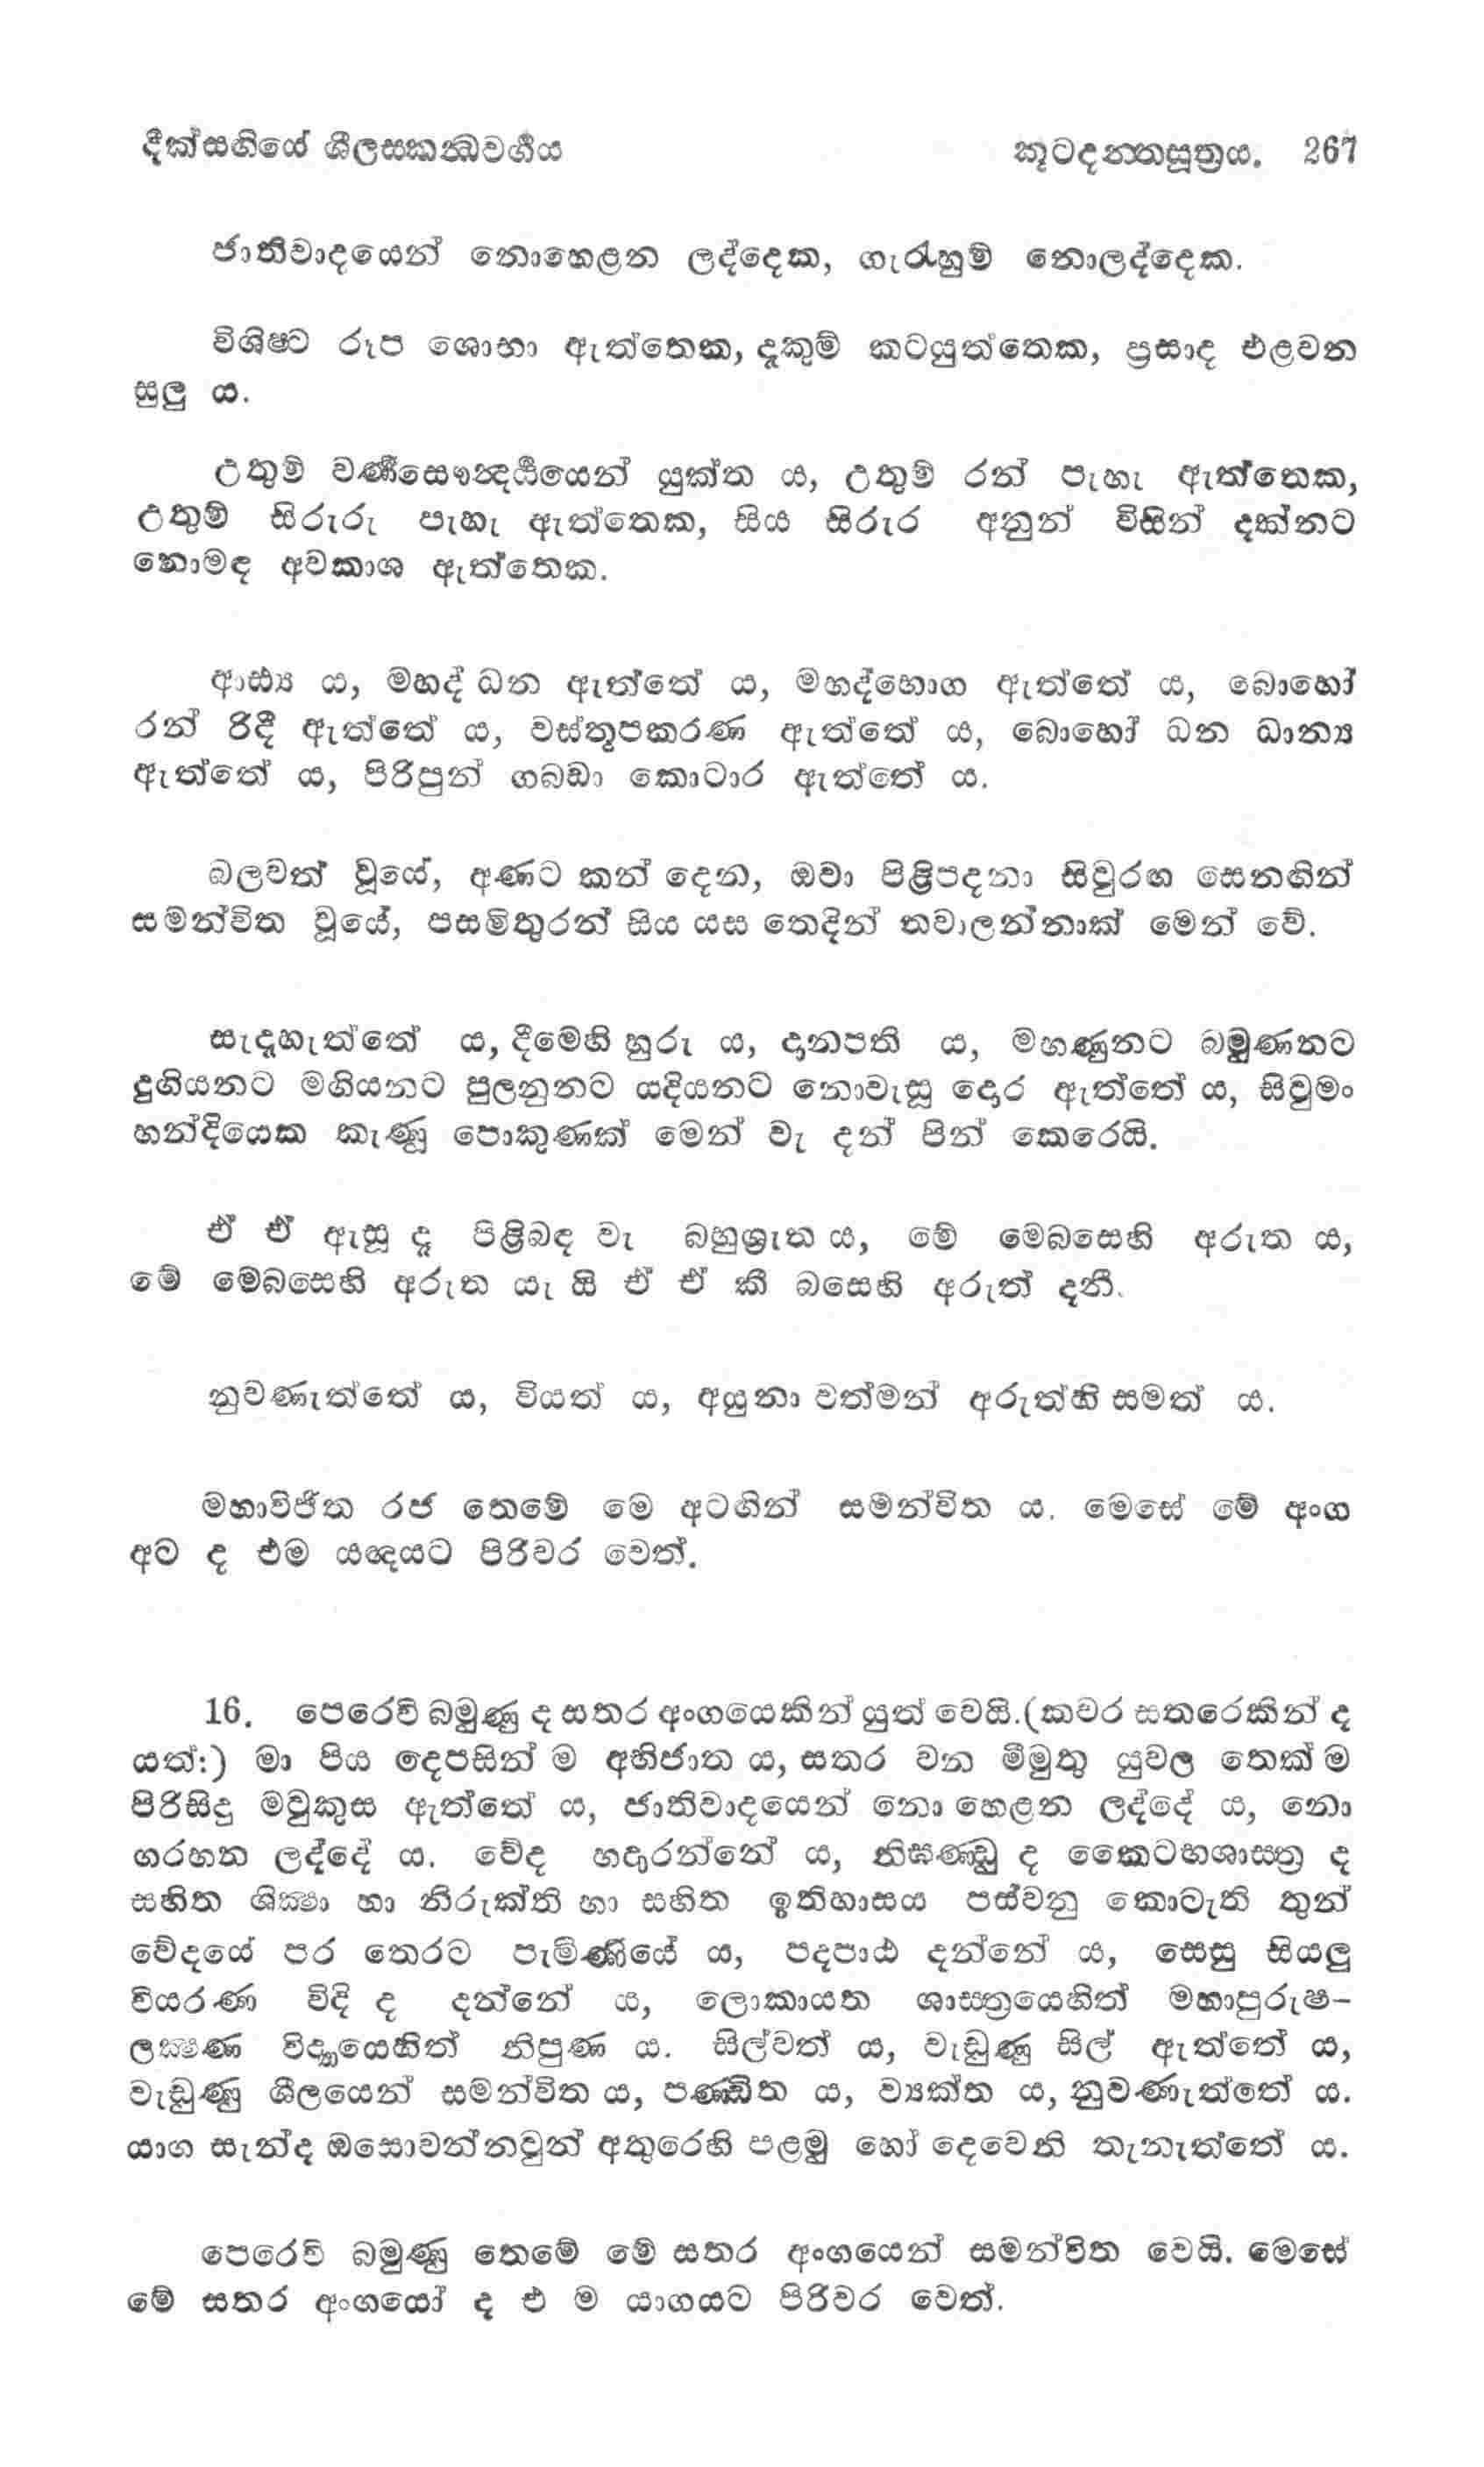 දීක්සඟියේ ශීලසකන්‍ධවර්‍ගය කූටදන්තසූත්‍රය. 267
ජාතිවාදයෙන් නොහෙළන ලද්දෙක, ගැරැහුම් නොලද්දෙක.
විශිෂ්ට රූප ශොභා ඇත්තෙක, දැකුම් කටයුත්තෙක, ප්‍රසාද එළවන
සුලු ය.
උතුම් වර්‍ණසෞන්‍දර්‍ය්‍යයෙන් යුක්ත ය, උතුම් රන් පැහැ ඇත්තෙක,
උතුම් සිරුරු පැහැ ඇත්තෙක, සිය සිරුර අනුන් විසින් දක්නට
නොමඳ අවකාශ ඇත්තෙක.
ආඪ්‍ය ය, මහද් ධන ඇත්තේ ය, මහද්භොග ඇත්තේ ය, බොහෝ
රන් රිදී ඇත්තේ ය, වස්තූපකරණ ඇත්තේ ය, බොහෝ ධන ධාන්‍ය
ඇත්තේ ය, පිරිපුන් ගබඩා කොටාර ඇත්තේ ය.
බලවත් වූයේ, අණට කන් දෙන, ඔවා පිළිපදනා සිවුරඟ සෙනඟින්
සමන්විත වූයේ, පසමිතුරන් සිය යස තෙදින් තවාලන්නාක් මෙන් වේ.
සැදැහැත්තේ ය, දීමෙහි හුරු ය, දානපති ය, මහණුනට බමුණනට
දුගියනට මගියනට පුලනුනට යදියනට නොවැසූ දොර ඇත්තේ ය, සිවුමං
හන්දියෙක කැණූ පොකුණක් මෙන් වැ දන් පින් කෙරෙයි.
ඒ ඒ ඇසූ දෑ පිළිබඳ වැ බහුශ්‍රැත ය, මේ මෙබසෙහි අරුත ය,
මේ මෙබසෙහි අරුත යැ යි ඒ ඒ කී බසෙහි අරුත් දනී.
නුවණැත්තේ ය, වියත් ය, අයුතා වත්මන් අරුත්හි සමත් ය.
මහාවිජිත රජ තෙමේ මෙ අටඟින් සමන්විත ය. මෙසේ මේ අංග
අට ද එම යඥයට පිරිවර වෙත්.
16. පෙරෙවි බමුණු ද සතර අංගයෙකින් යුත් වෙයි.(කවර සතරෙකින් ද
යත්:) මා පිය දෙපසින් ම අභිජාත ය, සතර වන මීමුතු යුවල තෙක් ම
පිරිසිදු මවුකුස ඇත්තේ ය, ජාතිවාදයෙන් නො හෙළන ලද්දේ ය, නො
ගරහන ලද්දේ ය. වේද හදාරන්නේ ය, නිඝණ්ඩු ද කෛටභශාස්ත්‍ර ද
සහිත ශික්‍ෂා හා නිරුක්ති හා සහිත ඉතිහාසය පස්වනු කොටැති තුන්
වේදයේ පර තෙරට පැමිණියේ ය, පදපාඨ දන්නේ ය, සෙසු සියලු
වියරණ විදි ද දන්නේ ය, ලොකායත ශාස්ත්‍රයෙහිත් මහාපුරුෂ-
ලක්‍ෂණ විද්‍යායෙහිත් නිපුණ ය. සිල්වත් ය, වැඩුණු සිල් ඇත්තේ ය,
වැඩුණු ශීලයෙන් සමන්විත ය, පණ්ඩිත ය, ව්‍යක්ත ය, නුවණැත්තේ ය.
යාග සැන්ද ඔසොවන්නවුන් අතුරෙහි පළමු හෝ දෙවෙනි තැනැත්තේ ය.
පෙරෙවි බමුණු තෙමේ මේ සතර අංගයෙන් සමන්විත වෙයි. මෙසේ
මේ සතර අංගයෝ ද එ ම යාගයට පිරිවර වෙත්.